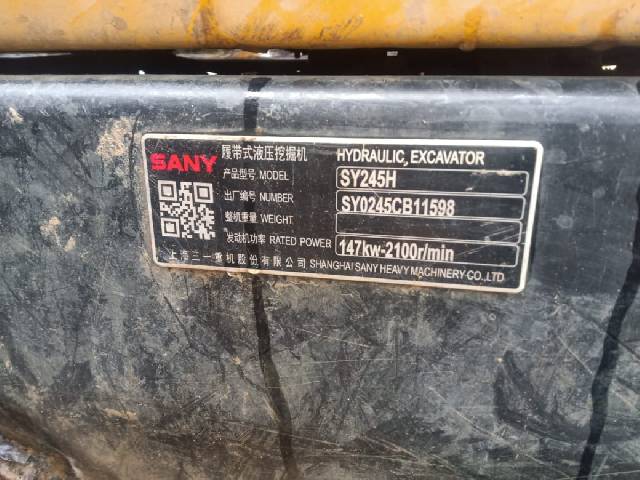 SANY
履带式液压挖掘机 HYDRAULIC, EXCAVATOR
产品型号 MODEL SY245H
出厂编号 NUMBER SY0245CB11598
整机重量 WEIGHT
发动机功率 RATED POWER 147kw-2100r/min
上海三一重机股份有限公司 SHANGHAI SANY HEAVY MACHINERY CO.,LTD